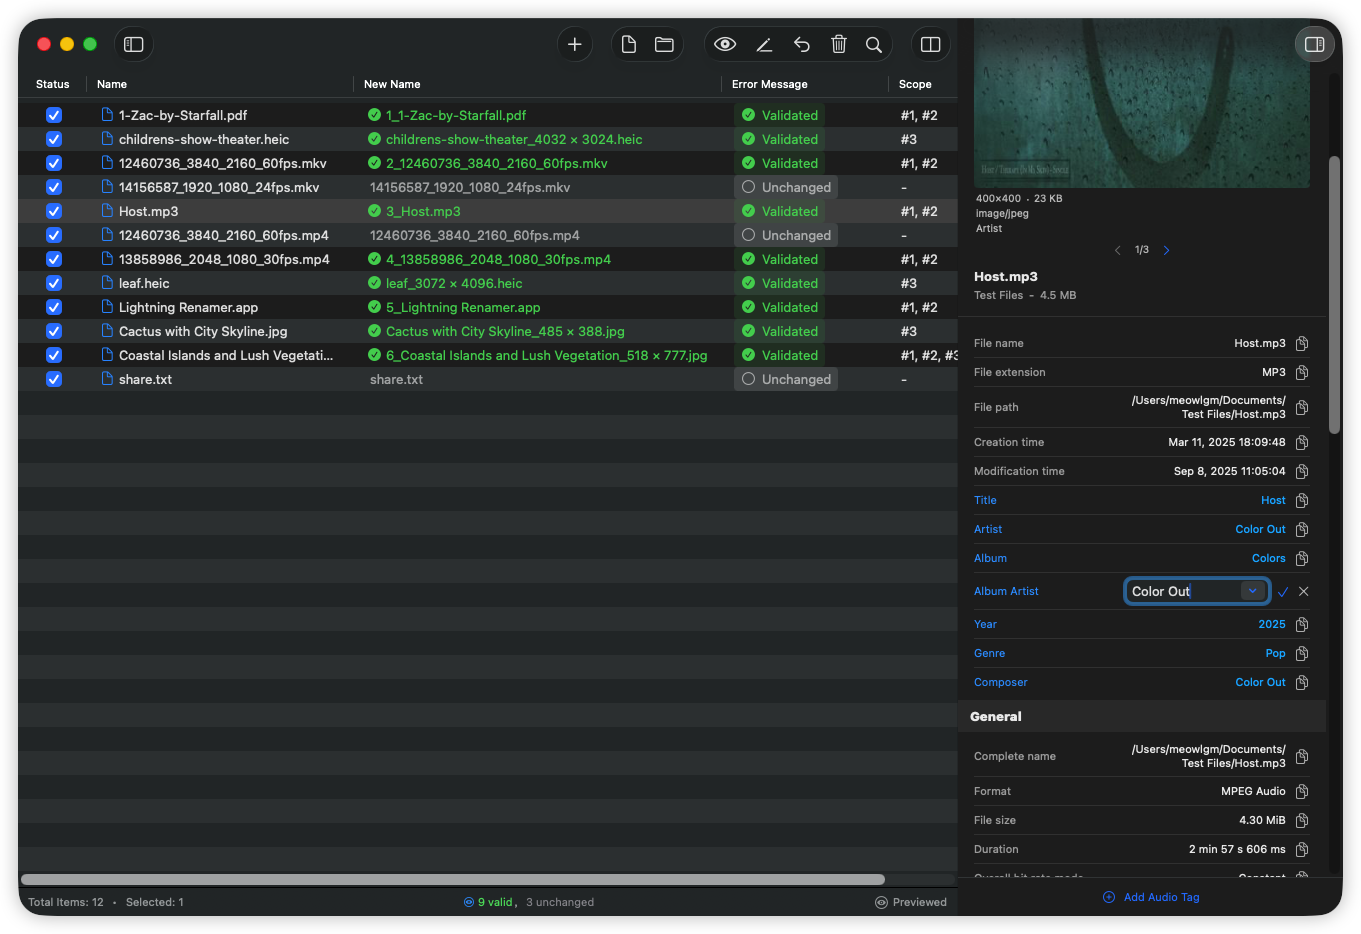 Status Name New Name Error Message Scope
1-Zac-by-Starfall.pdf 1_1-Zac-by-Starfall.pdf Validated #1, #2
childrens-show-theater.heic childrens-show-theater_4032 × 3024.heic Validated #3
12460736_3840_2160_60fps.mkv 2_12460736_3840_2160_60fps.mkv Validated #1, #2
14156587_1920_1080_24fps.mkv 14156587_1920_1080_24fps.mkv Unchanged -
Host.mp3 3_Host.mp3 Validated #1, #2
12460736_3840_2160_60fps.mp4 12460736_3840_2160_60fps.mp4 Unchanged -
13858986_2048_1080_30fps.mp4 4_13858986_2048_1080_30fps.mp4 Validated #1, #2
leaf.heic leaf_3072 × 4096.heic Validated #3
Lightning Renamer.app 5_Lightning Renamer.app Validated #1, #2
Cactus with City Skyline.jpg Cactus with City Skyline_485 × 388.jpg Validated #3
Coastal Islands and Lush Vegetati... 6_Coastal Islands and Lush Vegetation_518 × 777.jpg Validated #1, #2, #3
share.txt share.txt Unchanged -
Total Items: 12 • Selected: 1 9 valid, 3 unchanged Previewed
400×400 • 23 KB
image/jpeg
Artist
1/3
Host.mp3
Test Files – 4.5 MB
File name Host.mp3
File extension MP3
File path /Users/meowlgm/Documents/
Test Files/Host.mp3
Creation time Mar 11, 2025 18:09:48
Modification time Sep 8, 2025 11:05:04
Title Host
Artist Color Out
Album Colors
Album Artist Color Out
Year 2025
Genre Pop
Composer Color Out
General
Complete name /Users/meowlgm/Documents/
Test Files/Host.mp3
Format MPEG Audio
File size 4.30 MiB
Duration 2 min 57 s 606 ms
Overall bit rate mode Constant
Add Audio Tag